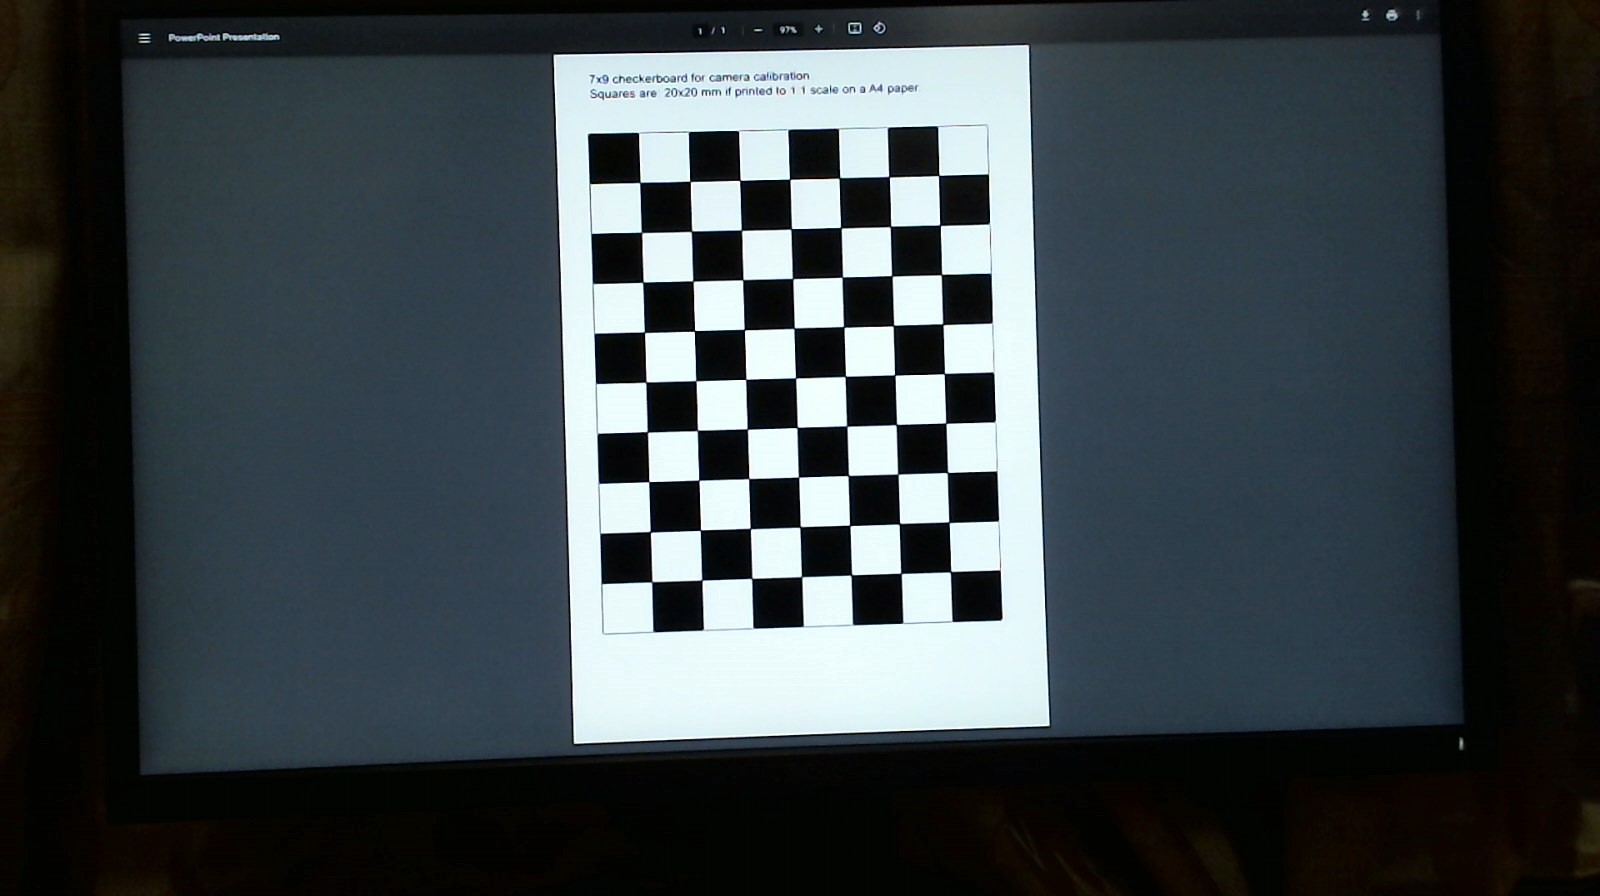 PowerPoint Presentation
1 / 1
97%
7x9 checkerboard for camera calibration
Squares are 20x20 mm if printed to 1 1 scale on a A4 paper.